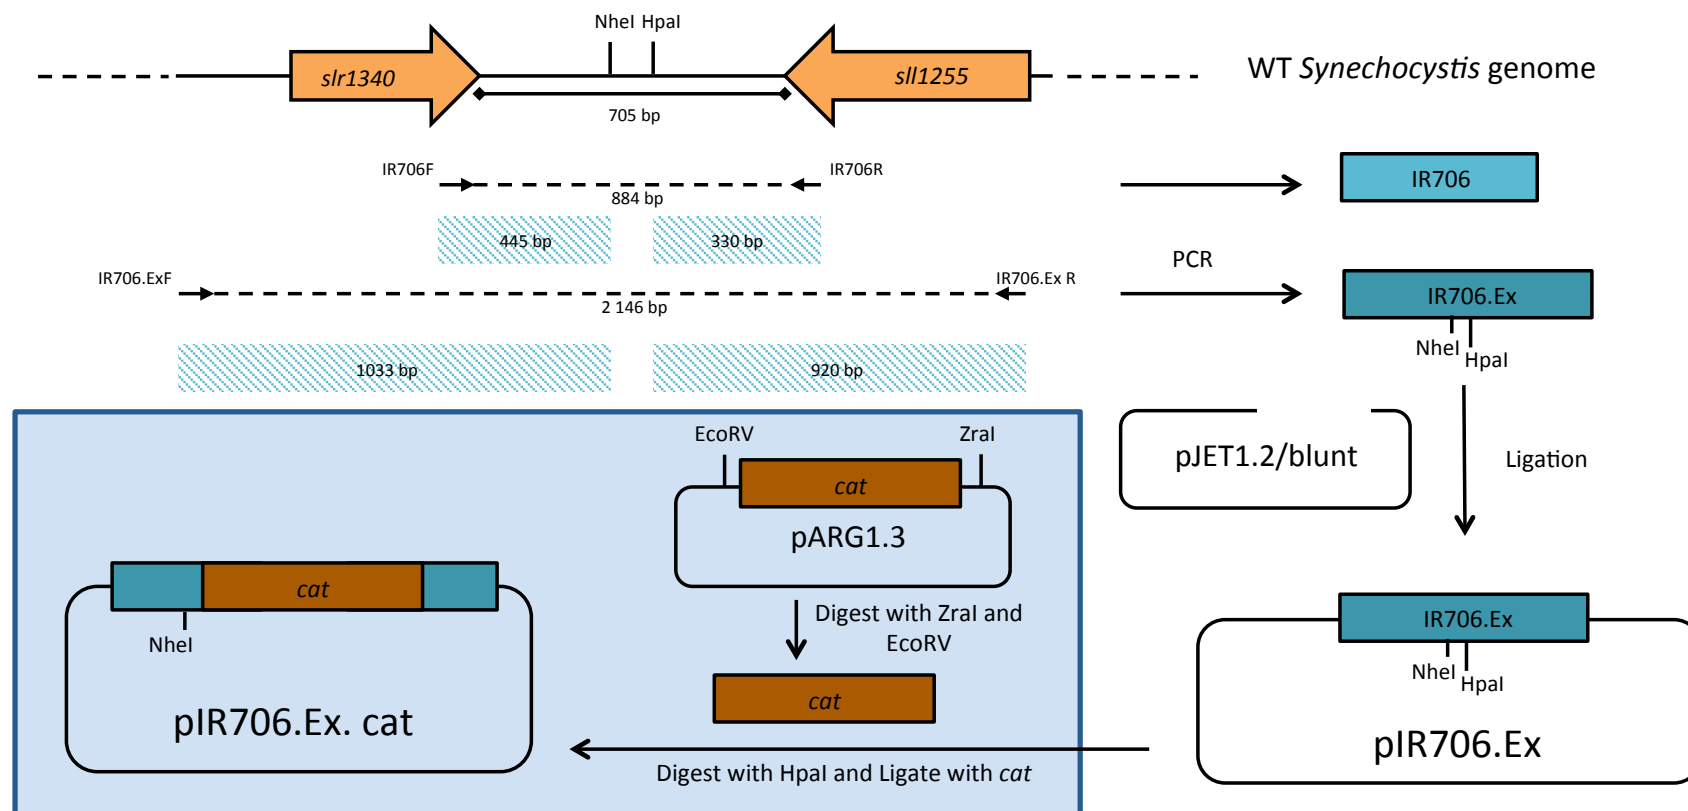 NheI HpaI
slr1340
sll1255
WT Synechocystis genome
705 bp
IR706F
IR706R
884 bp
IR706
445 bp
330 bp
IR706.ExF
IR706.Ex R
2 146 bp
PCR
IR706.Ex
NheI
HpaI
1033 bp
920 bp
EcoRV
ZraI
cat
pARG1.3
pJET1.2/blunt
Ligation
cat
NheI
pIR706.Ex. cat
Digest with ZraI and
EcoRV
cat
Digest with HpaI and Ligate with cat
IR706.Ex
NheI
HpaI
pIR706.Ex